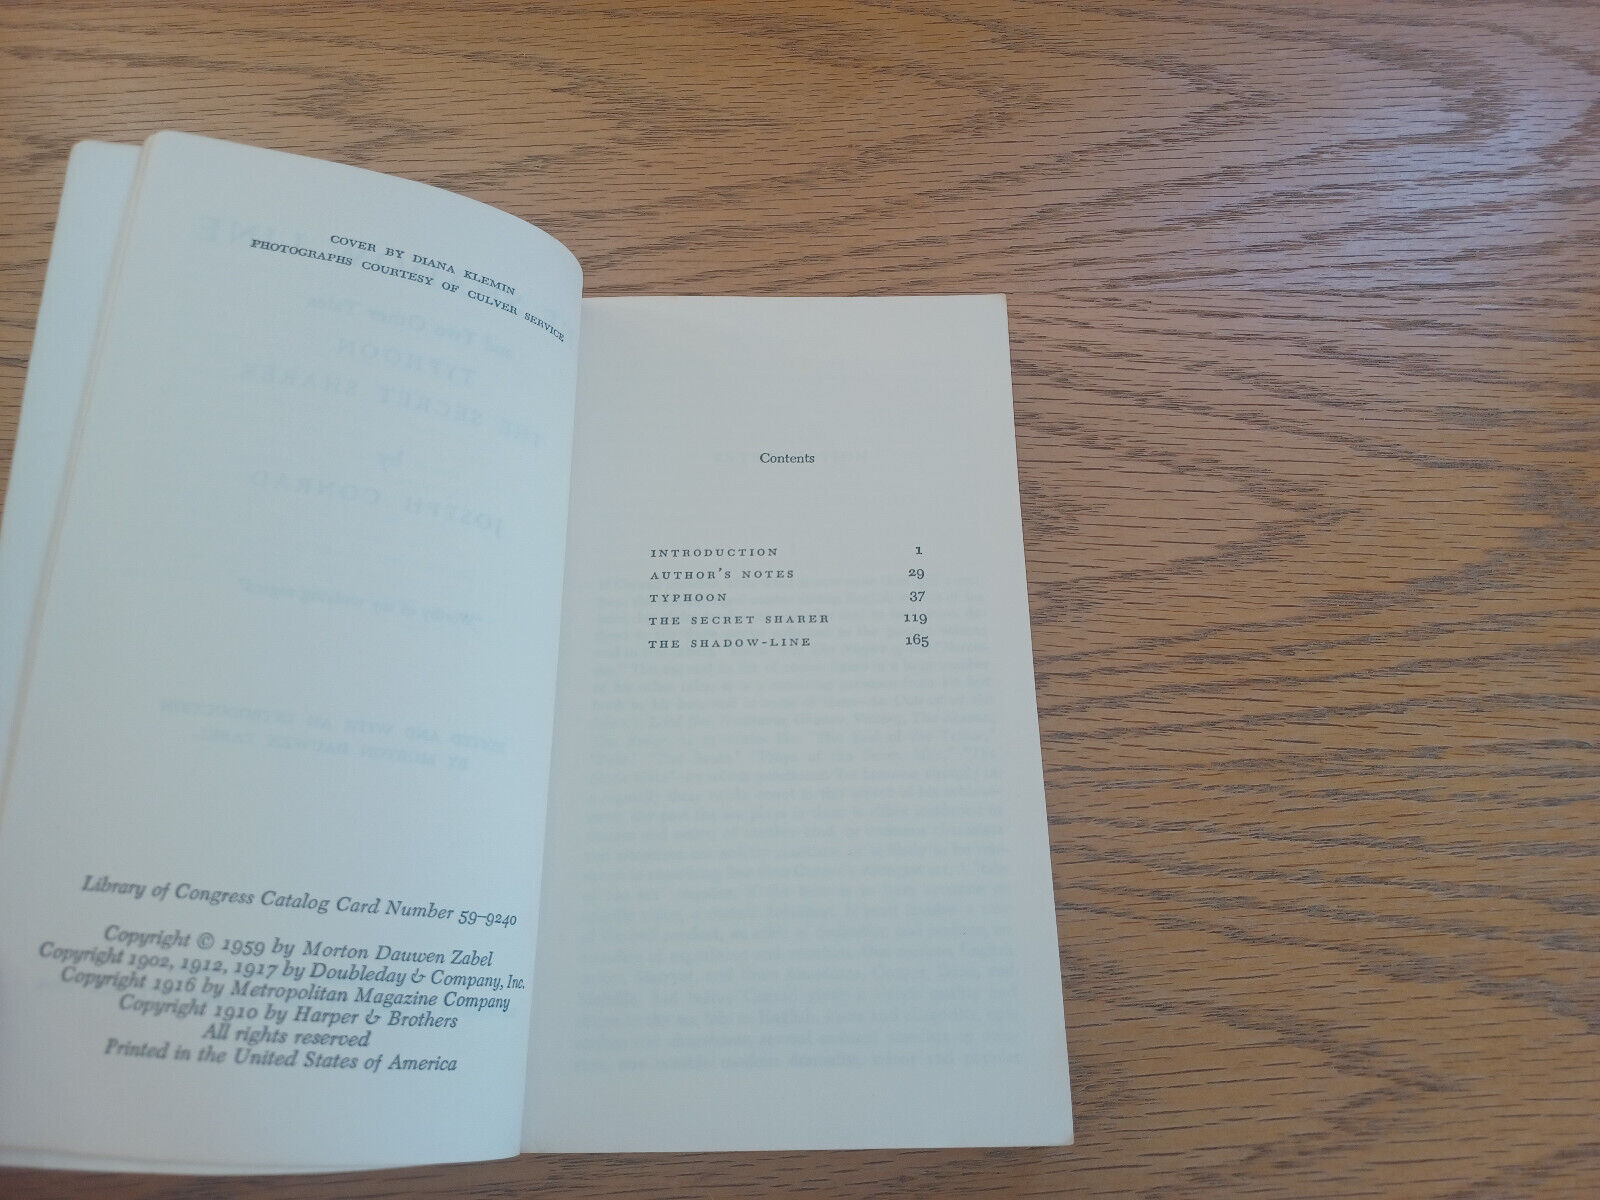 COVER BY DIANA KLEMIN
PHOTOGRAPHS COURTESY OF CULVER SERVICE
Library of Congress Catalog Card Number 59-9240
Copyright © 1959 by Morton Dauwen Zabel
Copyright 1902, 1912, 1917 by Doubleday & Company, Inc.
Copyright 1916 by Metropolitan Magazine Company
Copyright 1910 by Harper & Brothers
All rights reserved
Printed in the United States of America
Contents
INTRODUCTION 1
AUTHOR'S NOTES 29
TYPHOON 37
THE SECRET SHARER 119
THE SHADOW-LINE 165